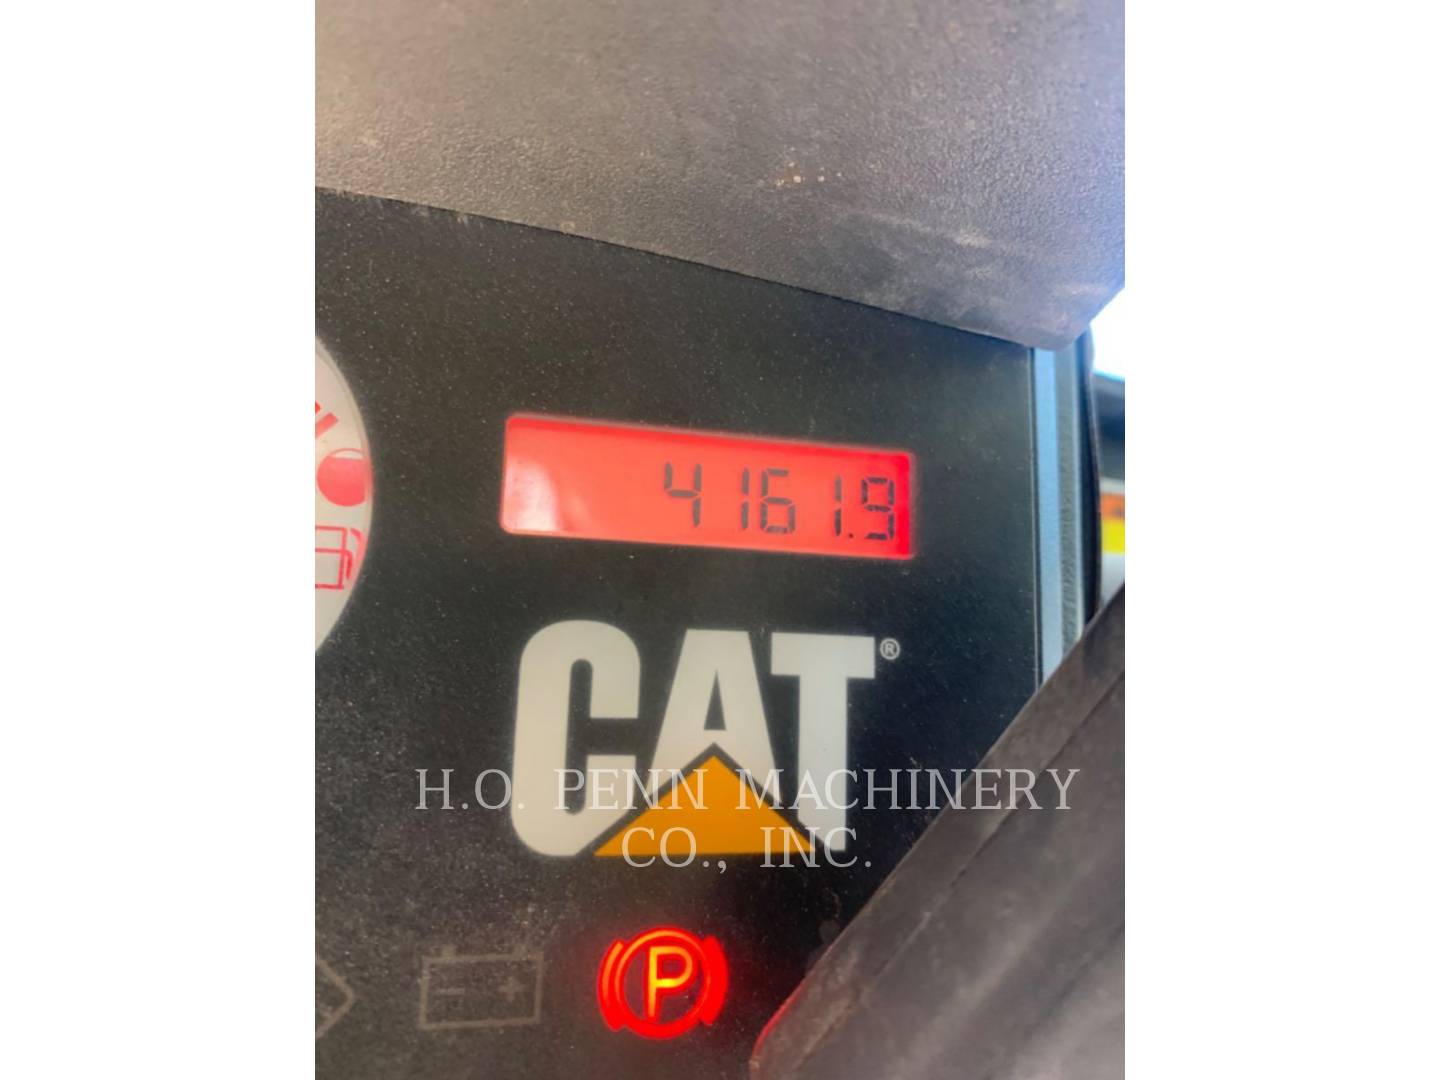 4161.9
CAT®
H.O. PENN MACHINERY
CO., INC.
P